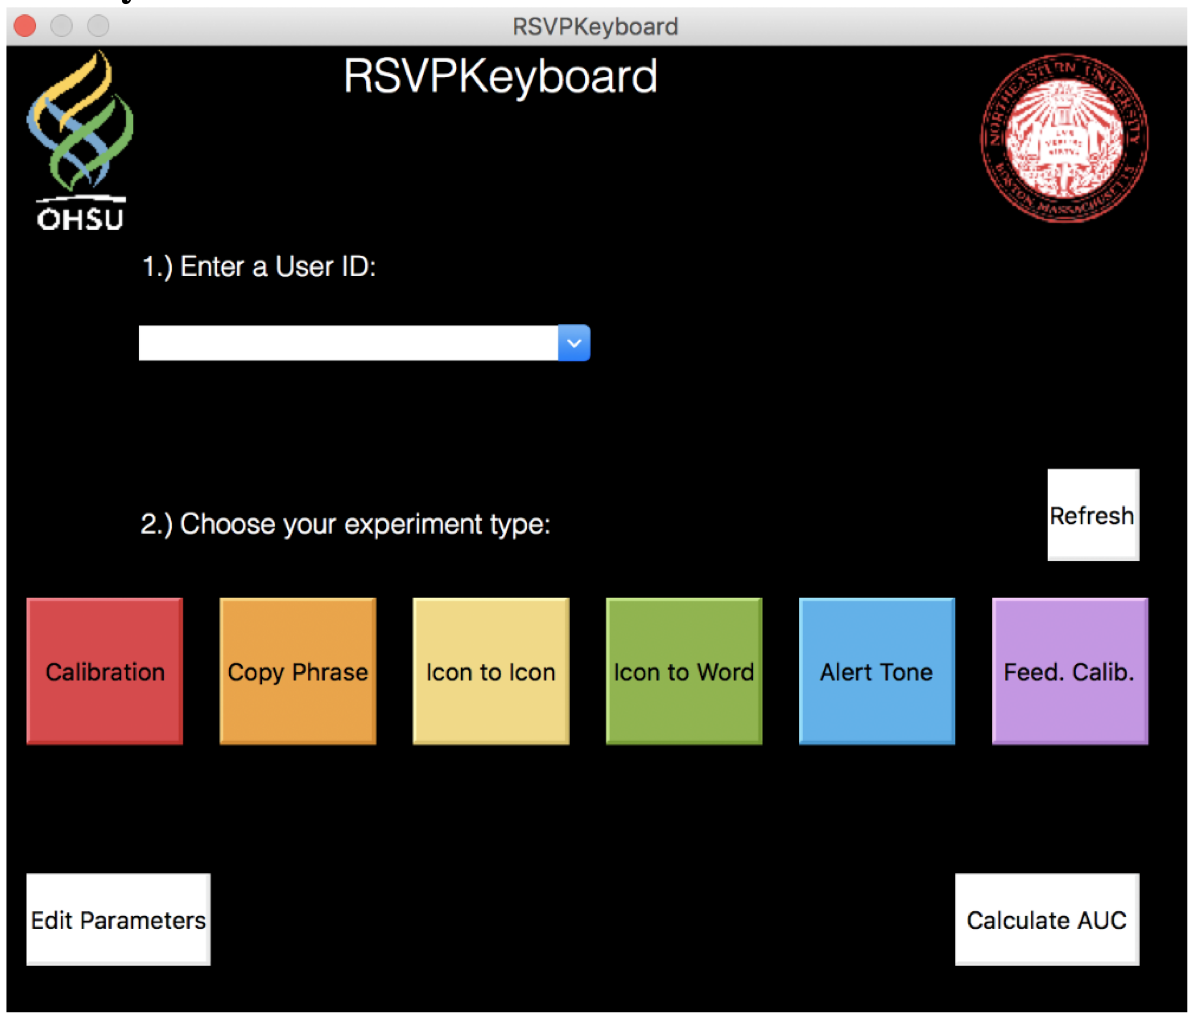 RSVPKeyboard
RSVPKeyboard
OHSU
NORTHEASTERN UNIVERSITY
BOSTON, MASSACHUSETTS
1.) Enter a User ID:
2.) Choose your experiment type:
Refresh
Calibration
Copy Phrase
Icon to Icon
Icon to Word
Alert Tone
Feed. Calib.
Edit Parameters
Calculate AUC